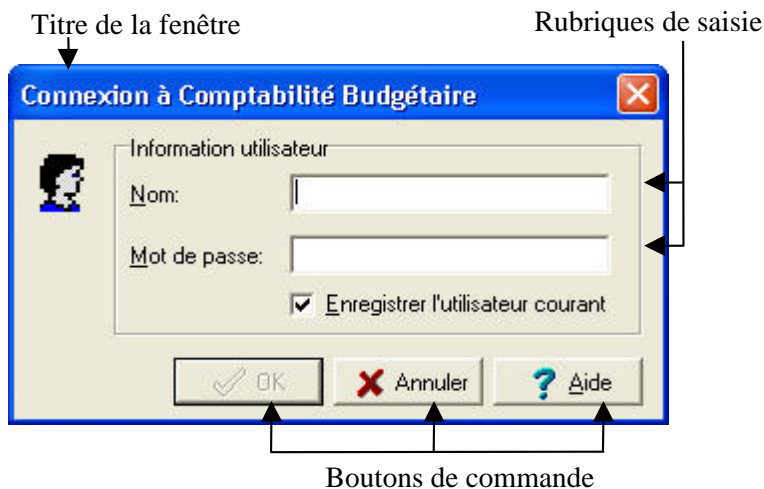 Titre de la fenêtre
Rubriques de saisie
Connexion à Comptabilité Budgétaire
Information utilisateur
Nom:
Mot de passe:
Enregistrer l'utilisateur courant
OK
Annuler
? Aide
Boutons de commande